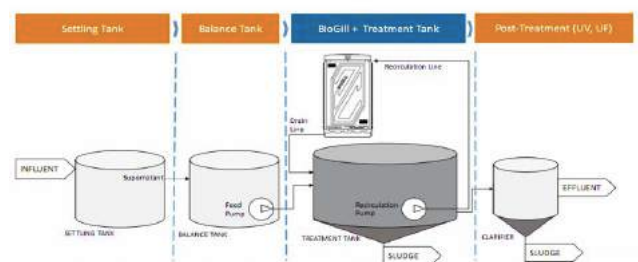 Settling Tank
Balance Tank
BioGill + Treatment Tank
Post-Treatment (UV, UF)
Recirculation Line
Drain
Line
INFLUENT
Supernatant
Feed
Pump
Recirculation
Pump
EFFLUENT
SETTLING TANK
BALANCE TANK
TREATMENT TANK
CLARIFIER
SLUDGE
SLUDGE